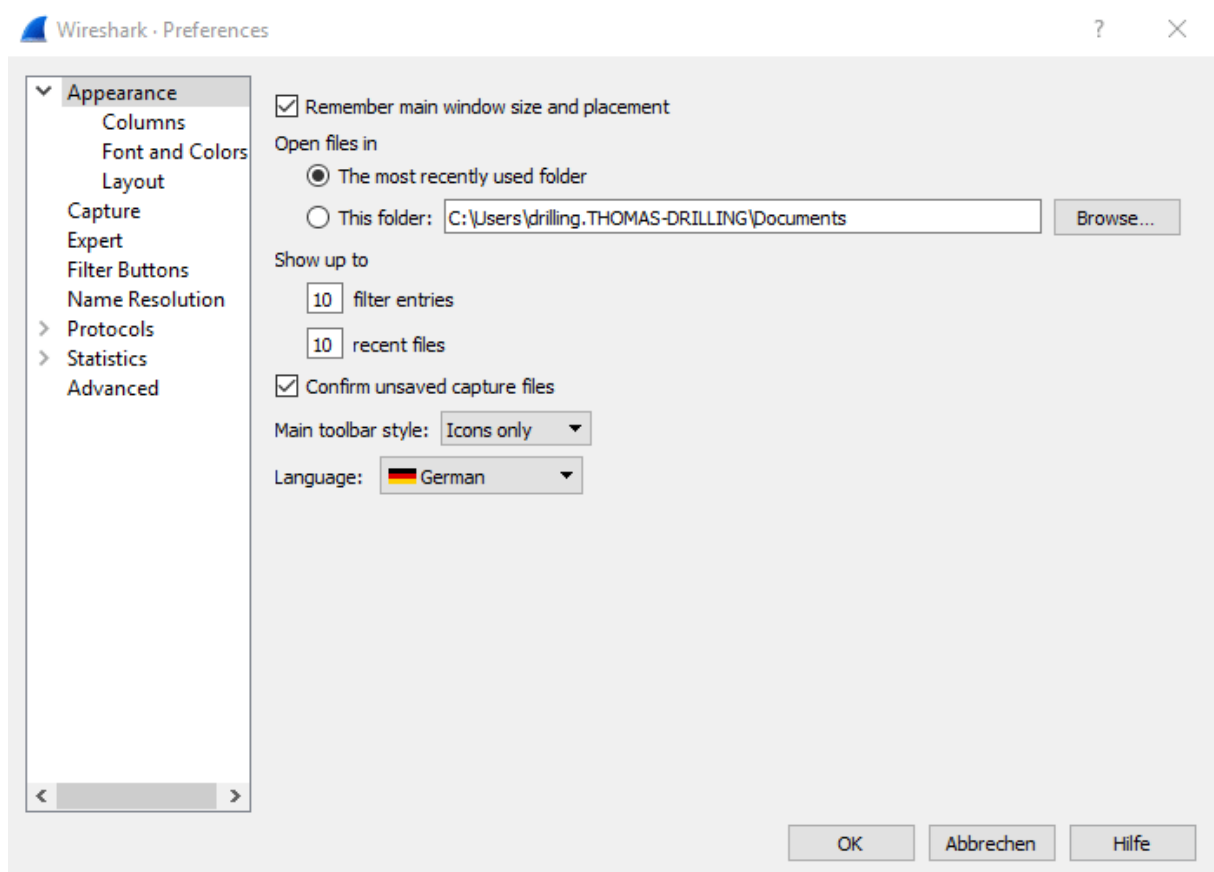 Wireshark · Preferences
Appearance
Columns
Font and Colors
Layout
Capture
Expert
Filter Buttons
Name Resolution
Protocols
Statistics
Advanced
Remember main window size and placement
Open files in
The most recently used folder
This folder: C:\Users\drilling.THOMAS-DRILLING\Documents Browse...
Show up to
10 filter entries
10 recent files
Confirm unsaved capture files
Main toolbar style: Icons only
Language: German
OK Abbrechen Hilfe